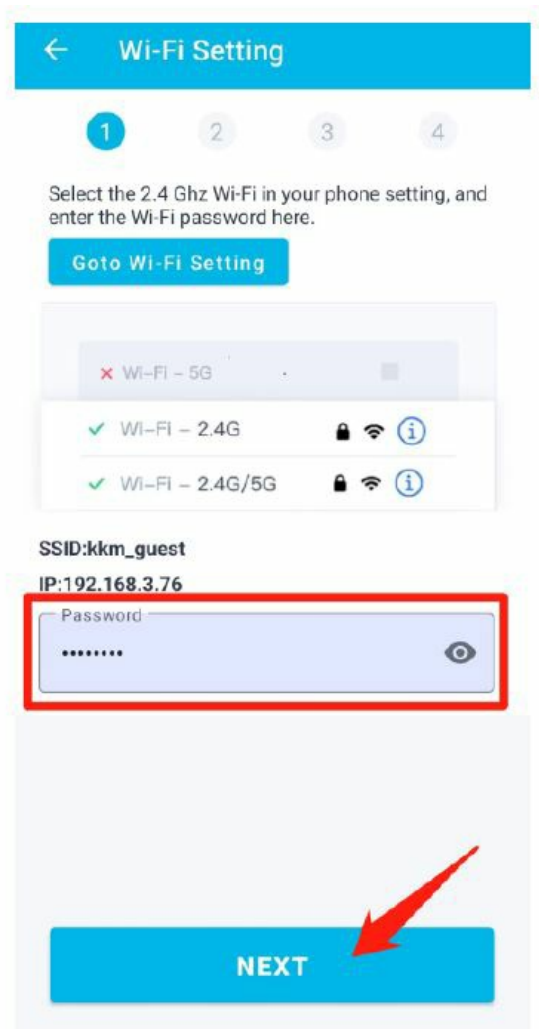 Wi-Fi Setting
1 2 3 4
Select the 2.4 Ghz Wi-Fi in your phone setting, and
enter the Wi-Fi password here.
Goto Wi-Fi Setting
Wi-Fi - 5G
Wi-Fi - 2.4G
Wi-Fi - 2.4G/5G
SSID:kkm_guest
IP:192.168.3.76
Password
••••••••
NEXT